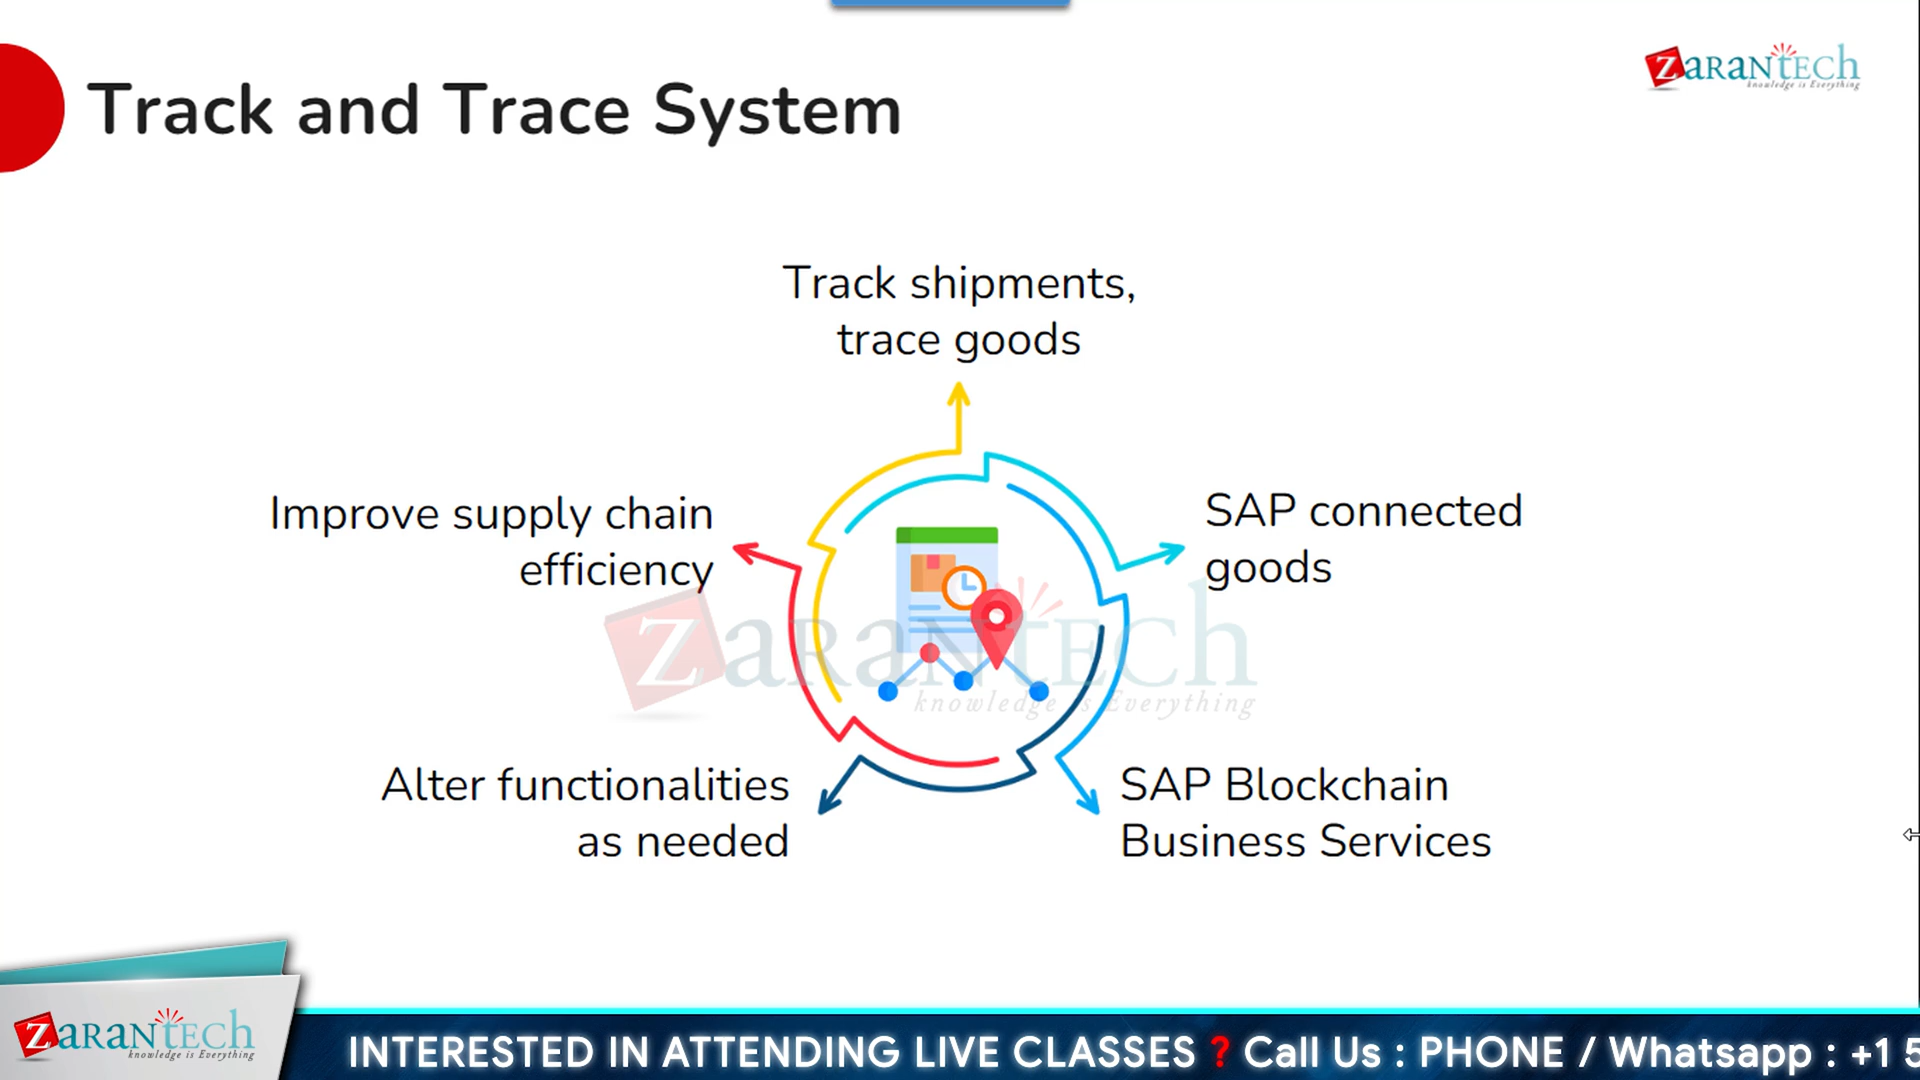 Track and Trace System
ZaranTech
knowledge is Everything
Track shipments,
trace goods
Improve supply chain
efficiency
SAP connected
goods
ZaranTech
knowledge is Everything
Alter functionalities
as needed
SAP Blockchain
Business Services
ZaranTech
knowledge is Everything
INTERESTED IN ATTENDING LIVE CLASSES ? Call Us : PHONE / Whatsapp : +1 5